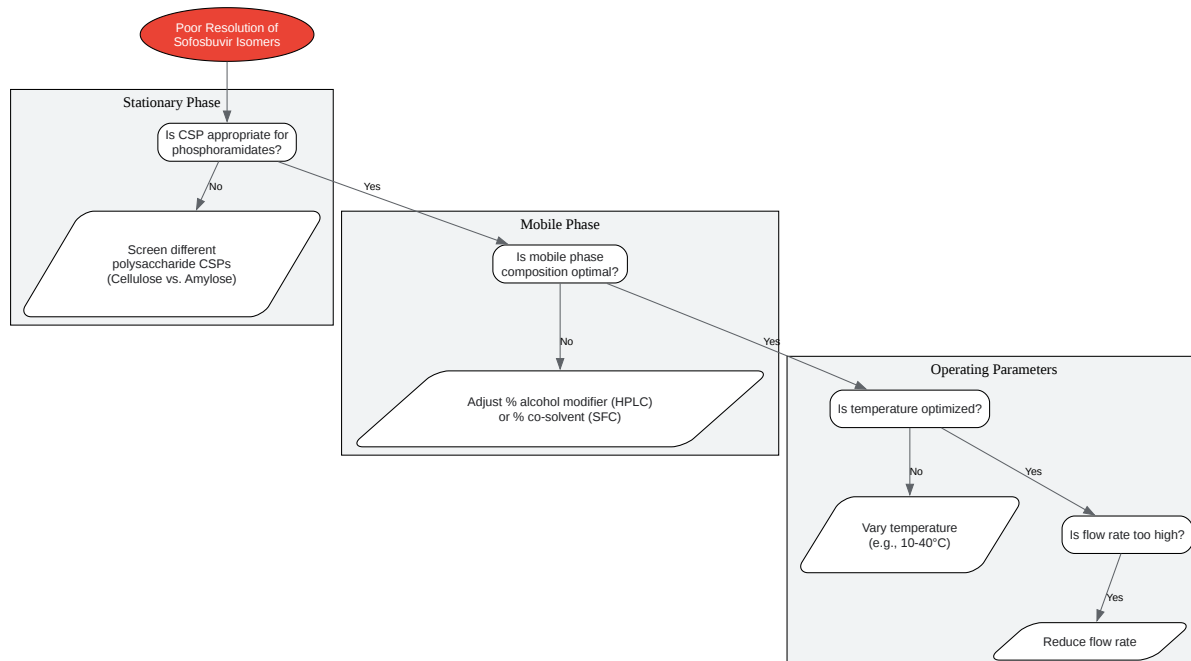 Poor Resolution of
Sofosbuvir Isomers
Stationary Phase
Is CSP appropriate for
phosphoramidates?
No
Yes
Screen different
polysaccharide CSPs
(Cellulose vs. Amylose)
Mobile Phase
Is mobile phase
composition optimal?
No
Yes
Adjust % alcohol modifier (HPLC)
or % co-solvent (SFC)
Operating Parameters
Is temperature optimized?
No
Yes
Vary temperature
(e.g., 10-40°C)
Is flow rate too high?
Yes
Reduce flow rate